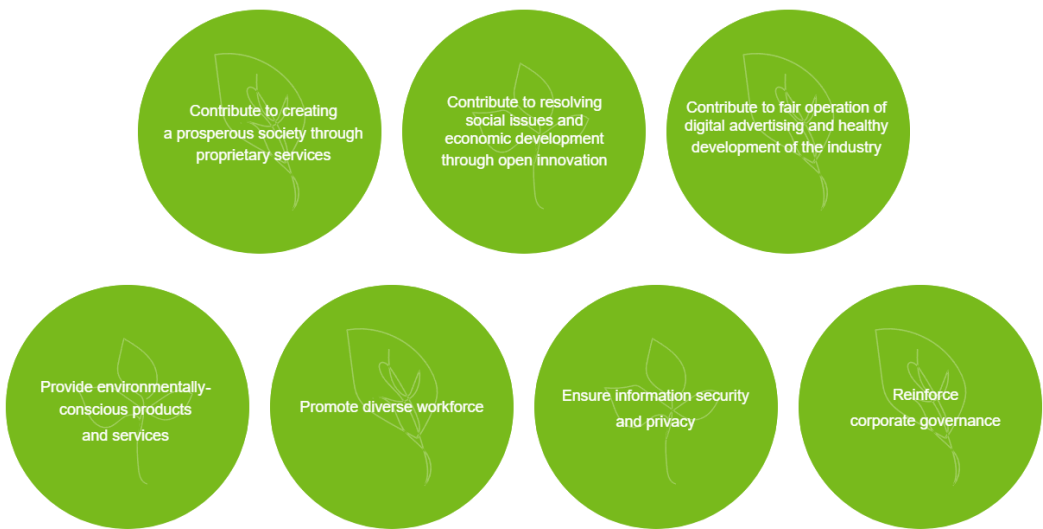 Contribute to creating
a prosperous society through
proprietary services
Contribute to resolving
social issues and
economic development
through open innovation
Contribute to fair operation of
digital advertising and healthy
development of the industry
Provide environmentally-
conscious products
and services
Promote diverse workforce
Ensure information security
and privacy
Reinforce
corporate governance